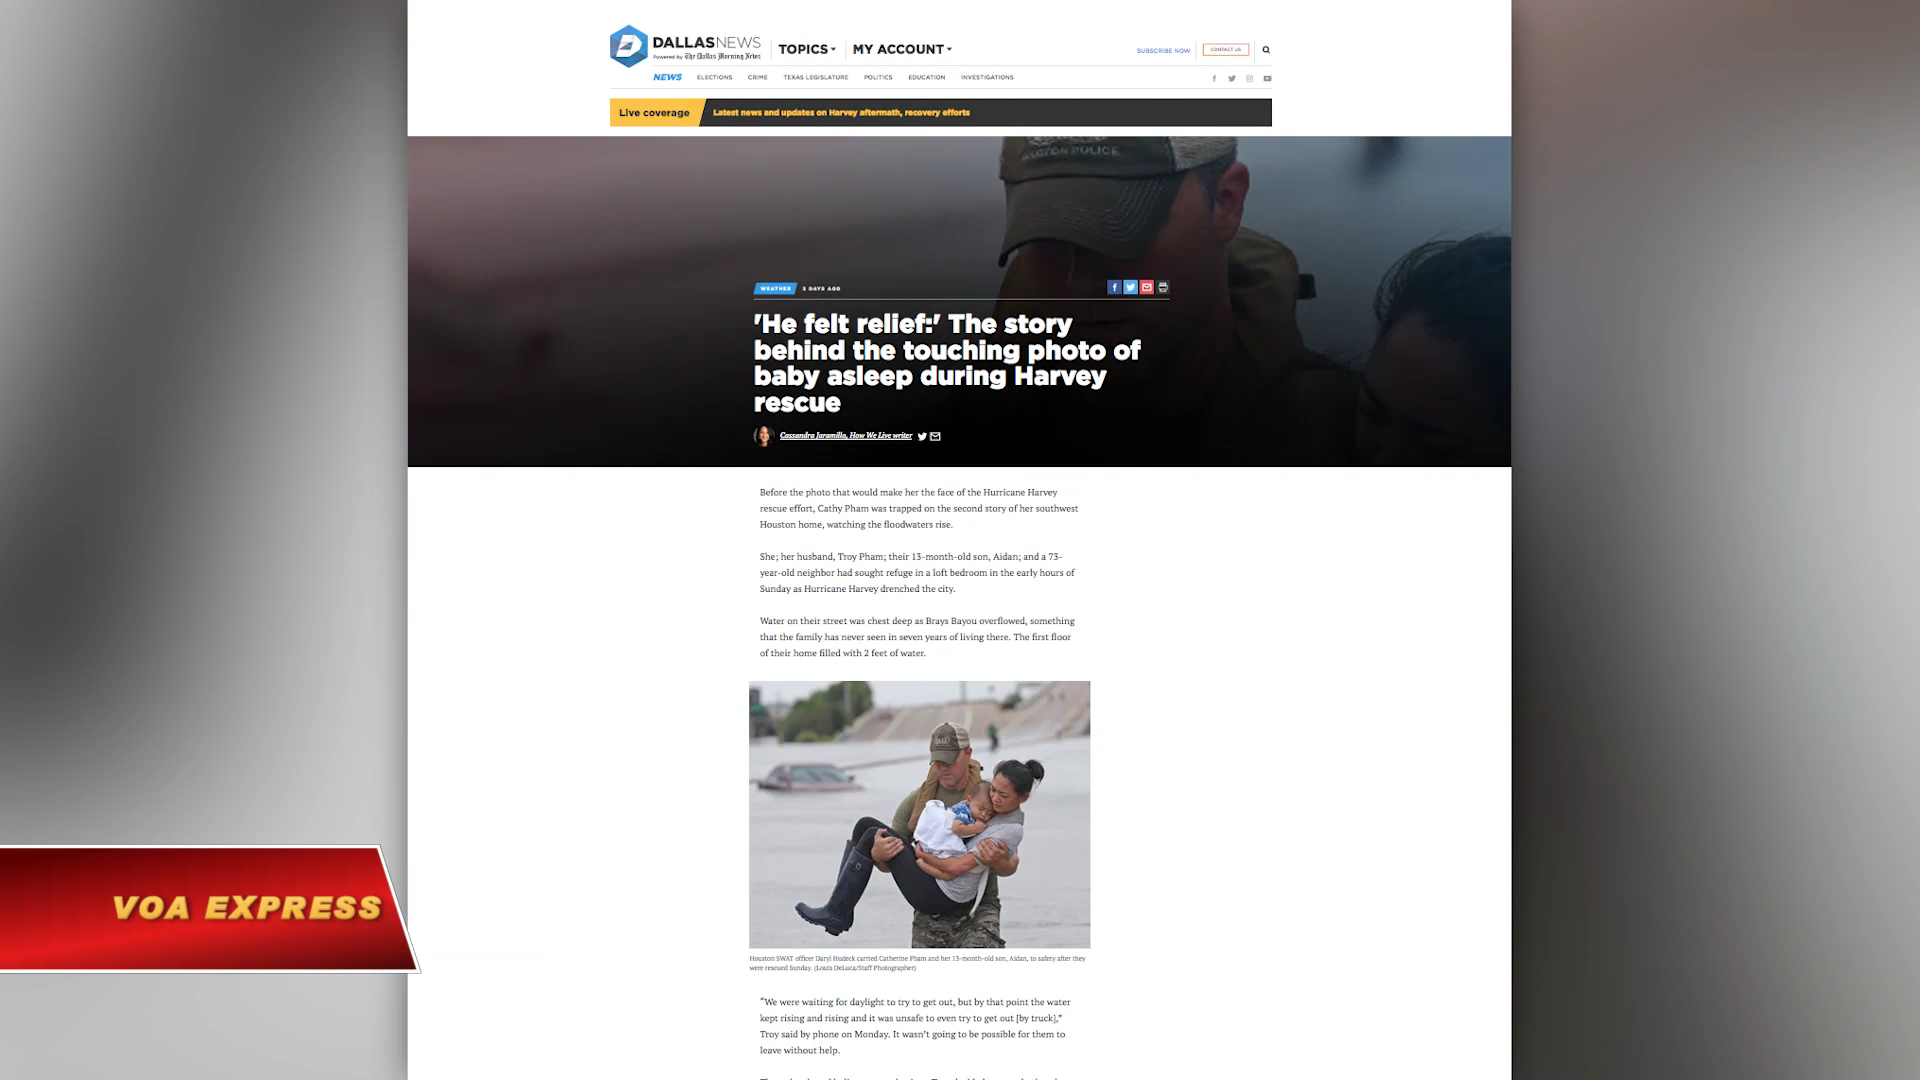 DALLASNEWS
Powered by The Dallas Morning News
TOPICS
MY ACCOUNT
SUBSCRIBE NOW
CONTACT US
NEWS ELECTIONS CRIME TEXAS LEGISLATURE POLITICS EDUCATION INVESTIGATIONS
Live coverage
Latest news and updates on Harvey aftermath, recovery efforts
HOUSTON POLICE
WEATHER
DAYS AGO
'He felt relief:' The story
behind the touching photo of
baby asleep during Harvey
rescue
Cassandra Jaramillo, How We Live writer
Before the photo that would make her the face of the Hurricane Harvey
rescue effort, Cathy Pham was trapped on the second story of her southwest
Houston home, watching the floodwaters rise.
She; her husband, Troy Pham; their 13-month-old son, Aidan; and a 73-
year-old neighbor had sought refuge in a loft bedroom in the early hours of
Sunday as Hurricane Harvey drenched the city.
Water on their street was chest deep as Brays Bayou overflowed, something
that the family has never seen in seven years of living there. The first floor
of their home filled with 2 feet of water.
VOA EXPRESS
Houston SWAT officer Daryl Hudeck carried Catherine Pham and her 13-month-old son, Aidan, to safety after they
were rescued Sunday. (Louis DeLuca/Staff Photographer)
"We were waiting for daylight to try to get out, but by that point the water
kept rising and rising and it was unsafe to even try to get out [by truck],"
Troy said by phone on Monday. It wasn't going to be possible for them to
leave without help.